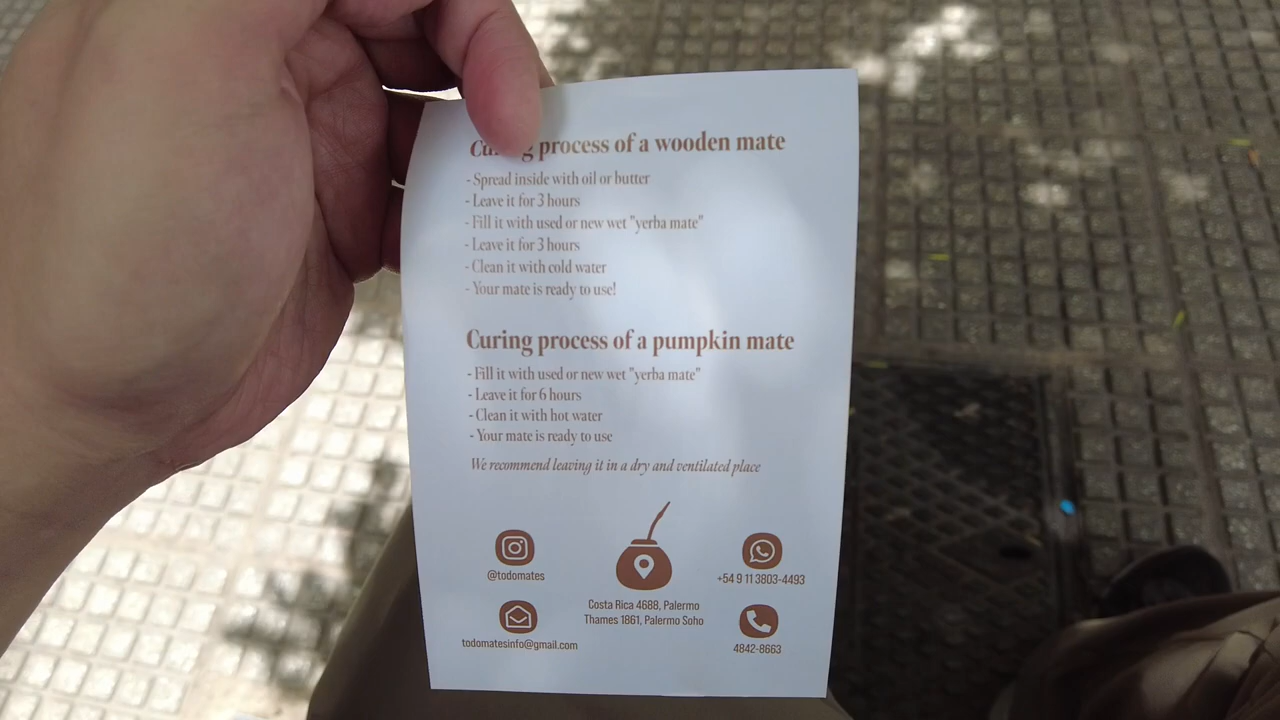 process of a wooden mate
- Spread inside with oil or butter
- Leave it for 3 hours
- Fill it with used or new wet "yerba mate"
- Leave it for 3 hours
- Clean it with cold water
- Your mate is ready to use!
Curing process of a pumpkin mate
- Fill it with used or new wet "yerba mate"
- Leave it for 6 hours
- Clean it with hot water
- Your mate is ready to use
We recommend leaving it in a dry and ventilated place
@todomates
+54 9 11 3803-4493
Costa Rica 4688, Palermo
Thames 1861, Palermo Soho
todomatesinfo@gmail.com
4842-8663